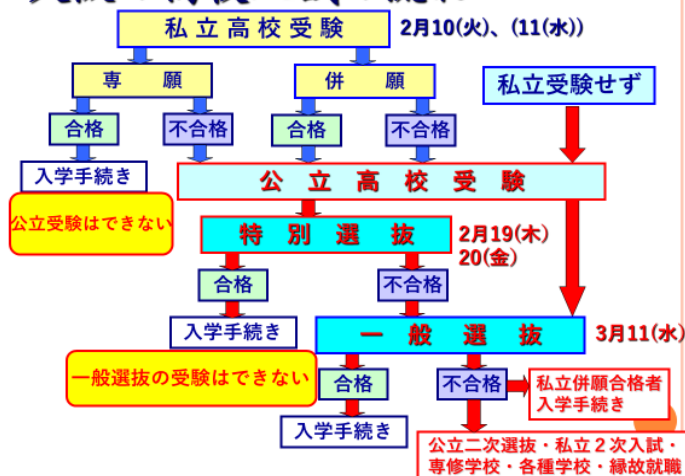 私立高校受験
2月10(火)、(11(水))
専願
併願
私立受験せず
合格
不合格
合格
不合格
入学手続き
公立高校受験
公立受験はできない
特別選抜
2月19(木)
20(金)
合格
不合格
入学手続き
一般選抜
3月11(水)
一般選抜の受験はできない
合格
不合格
私立併願合格者
入学手続き
入学手続き
公立二次選抜・私立2次入試・
専修学校・各種学校・縁故就職